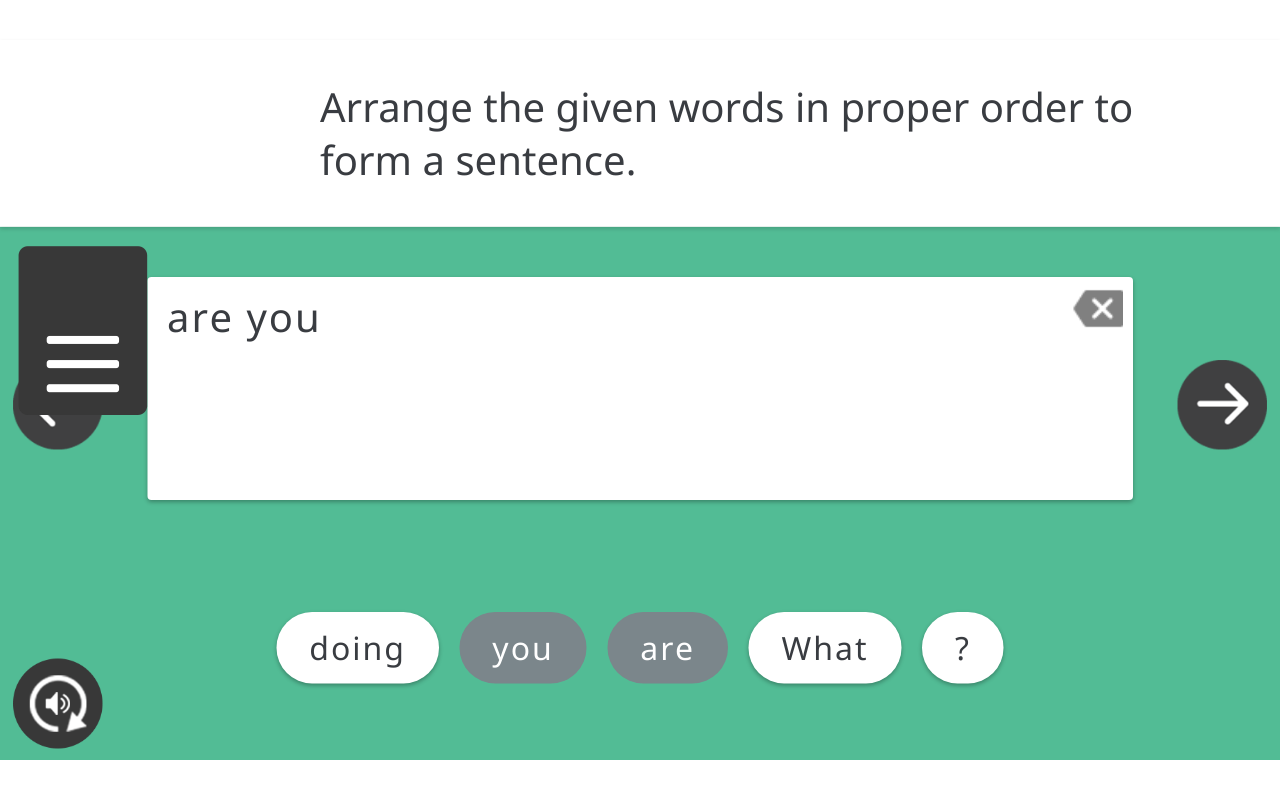 Arrange the given words in proper order to
form a sentence.
are you
doing you are What ?